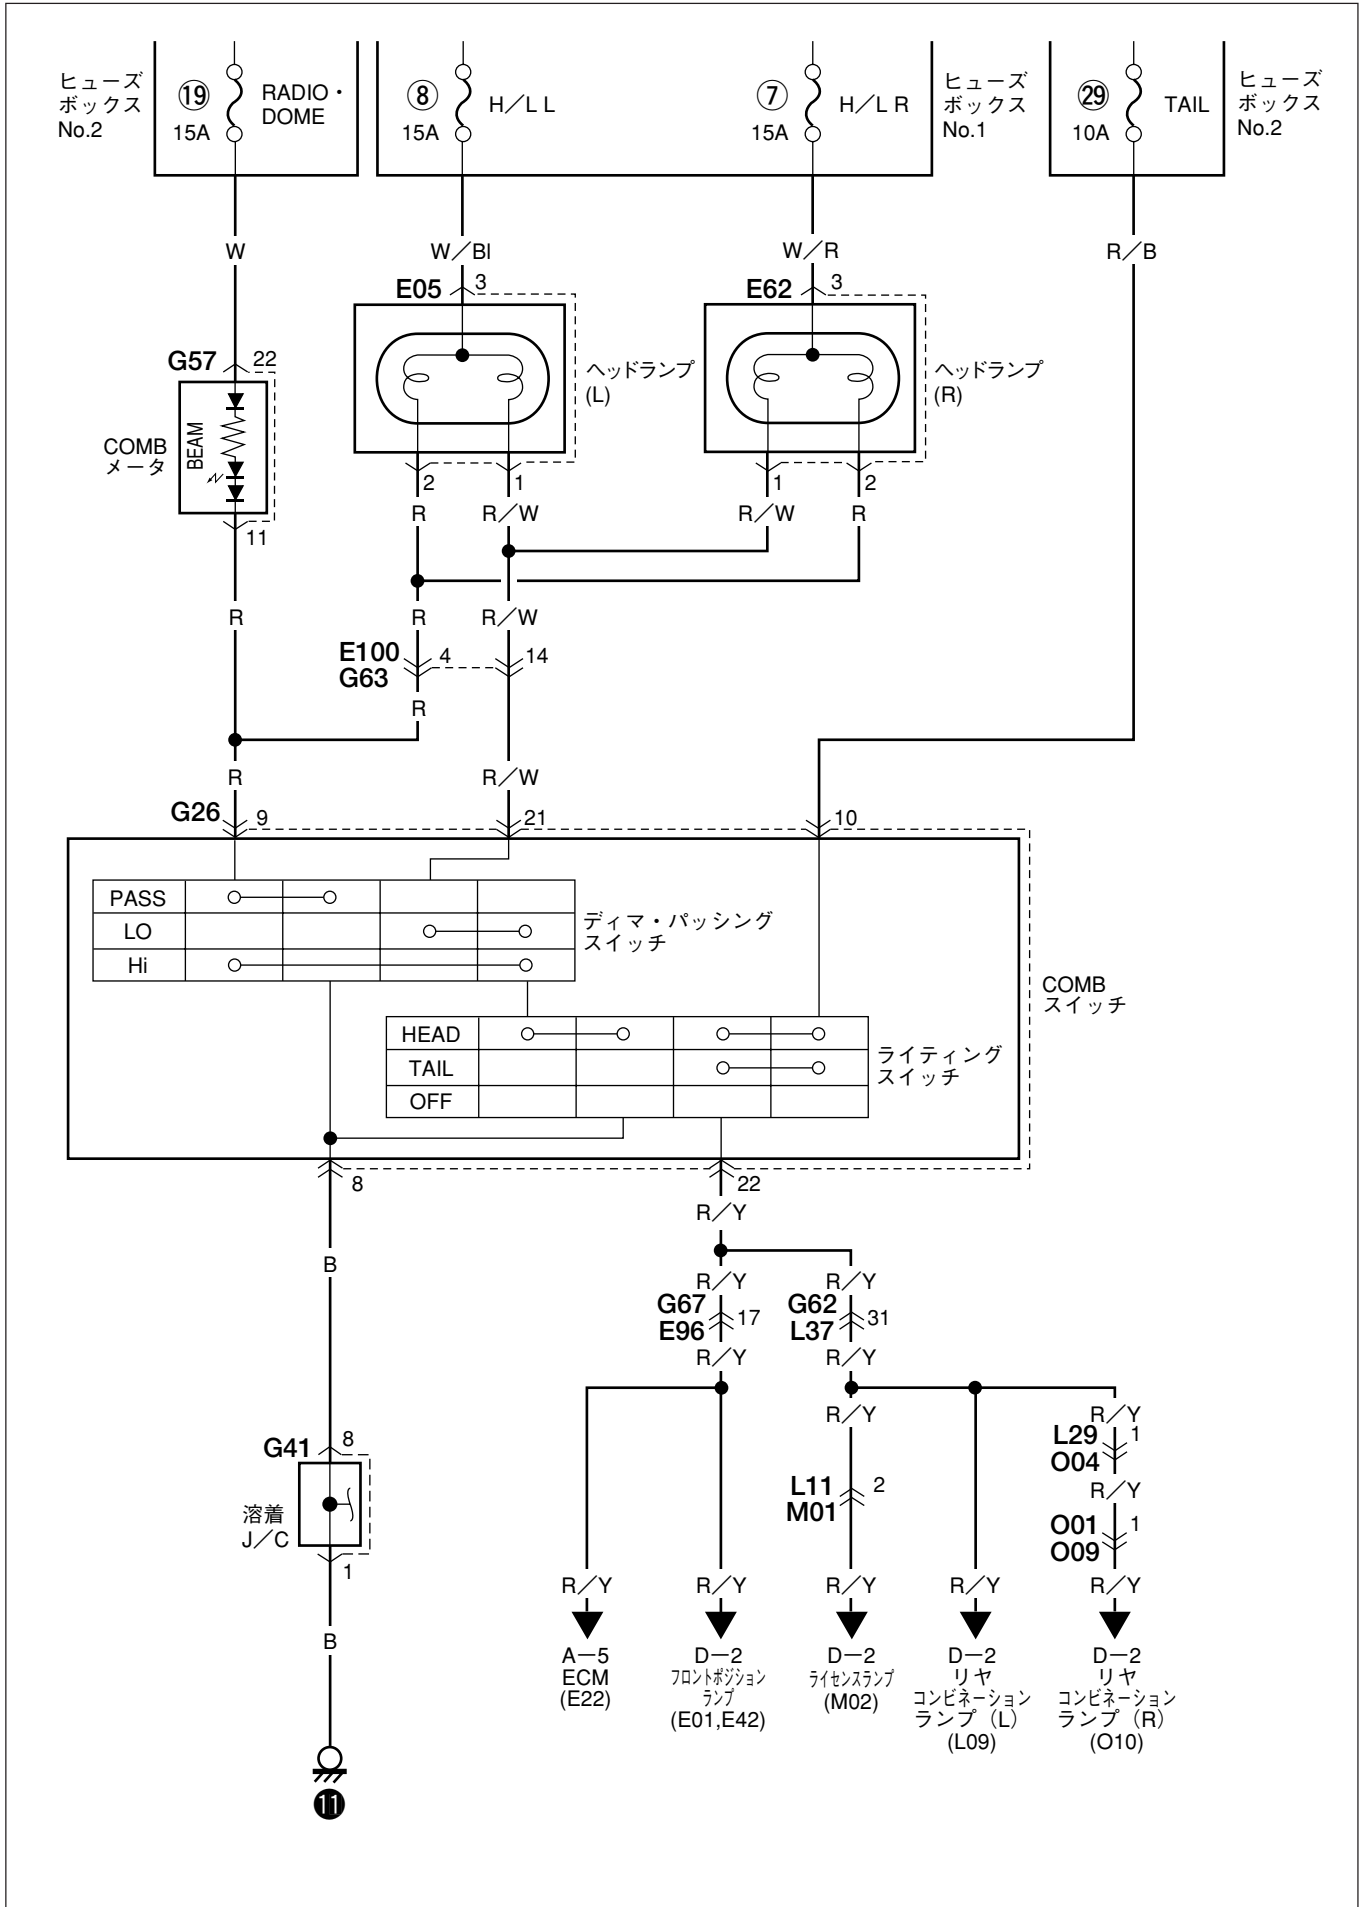 ヒューズ
ボックス
No.2
⑲
15A
RADIO・
DOME
⑧
15A
H／L L
⑦
15A
H／L R
ヒューズ
ボックス
No.1
㉙
10A
TAIL
ヒューズ
ボックス
No.2
W
W／Bl
W／R
R／B
E05
3
E62
3
G57
22
ヘッドランプ
(L)
ヘッドランプ
(R)
COMB
メータ
BEAM
11
2
1
1
2
R
R／W
R／W
R
R
R
R／W
E100
G63
4
14
R
R
R／W
G26
9
21
10
PASS
LO
Hi
ディマ・パッシング
スイッチ
COMB
スイッチ
HEAD
TAIL
OFF
ライティング
スイッチ
8
22
R／Y
B
R／Y
R／Y
G67
E96
17
G62
L37
31
R／Y
R／Y
R／Y
R／Y
L29
O04
1
G41
8
R／Y
L11
M01
2
溶着
J／C
O01
O09
1
1
R／Y
R／Y
R／Y
R／Y
R／Y
B
A－5
ECM
(E22)
D－2
フロントポジション
ランプ
(E01,E42)
D－2
ライセンスランプ
(M02)
D－2
リヤ
コンビネーション
ランプ（L）
(L09)
D－2
リヤ
コンビネーション
ランプ（R）
(O10)
⓫